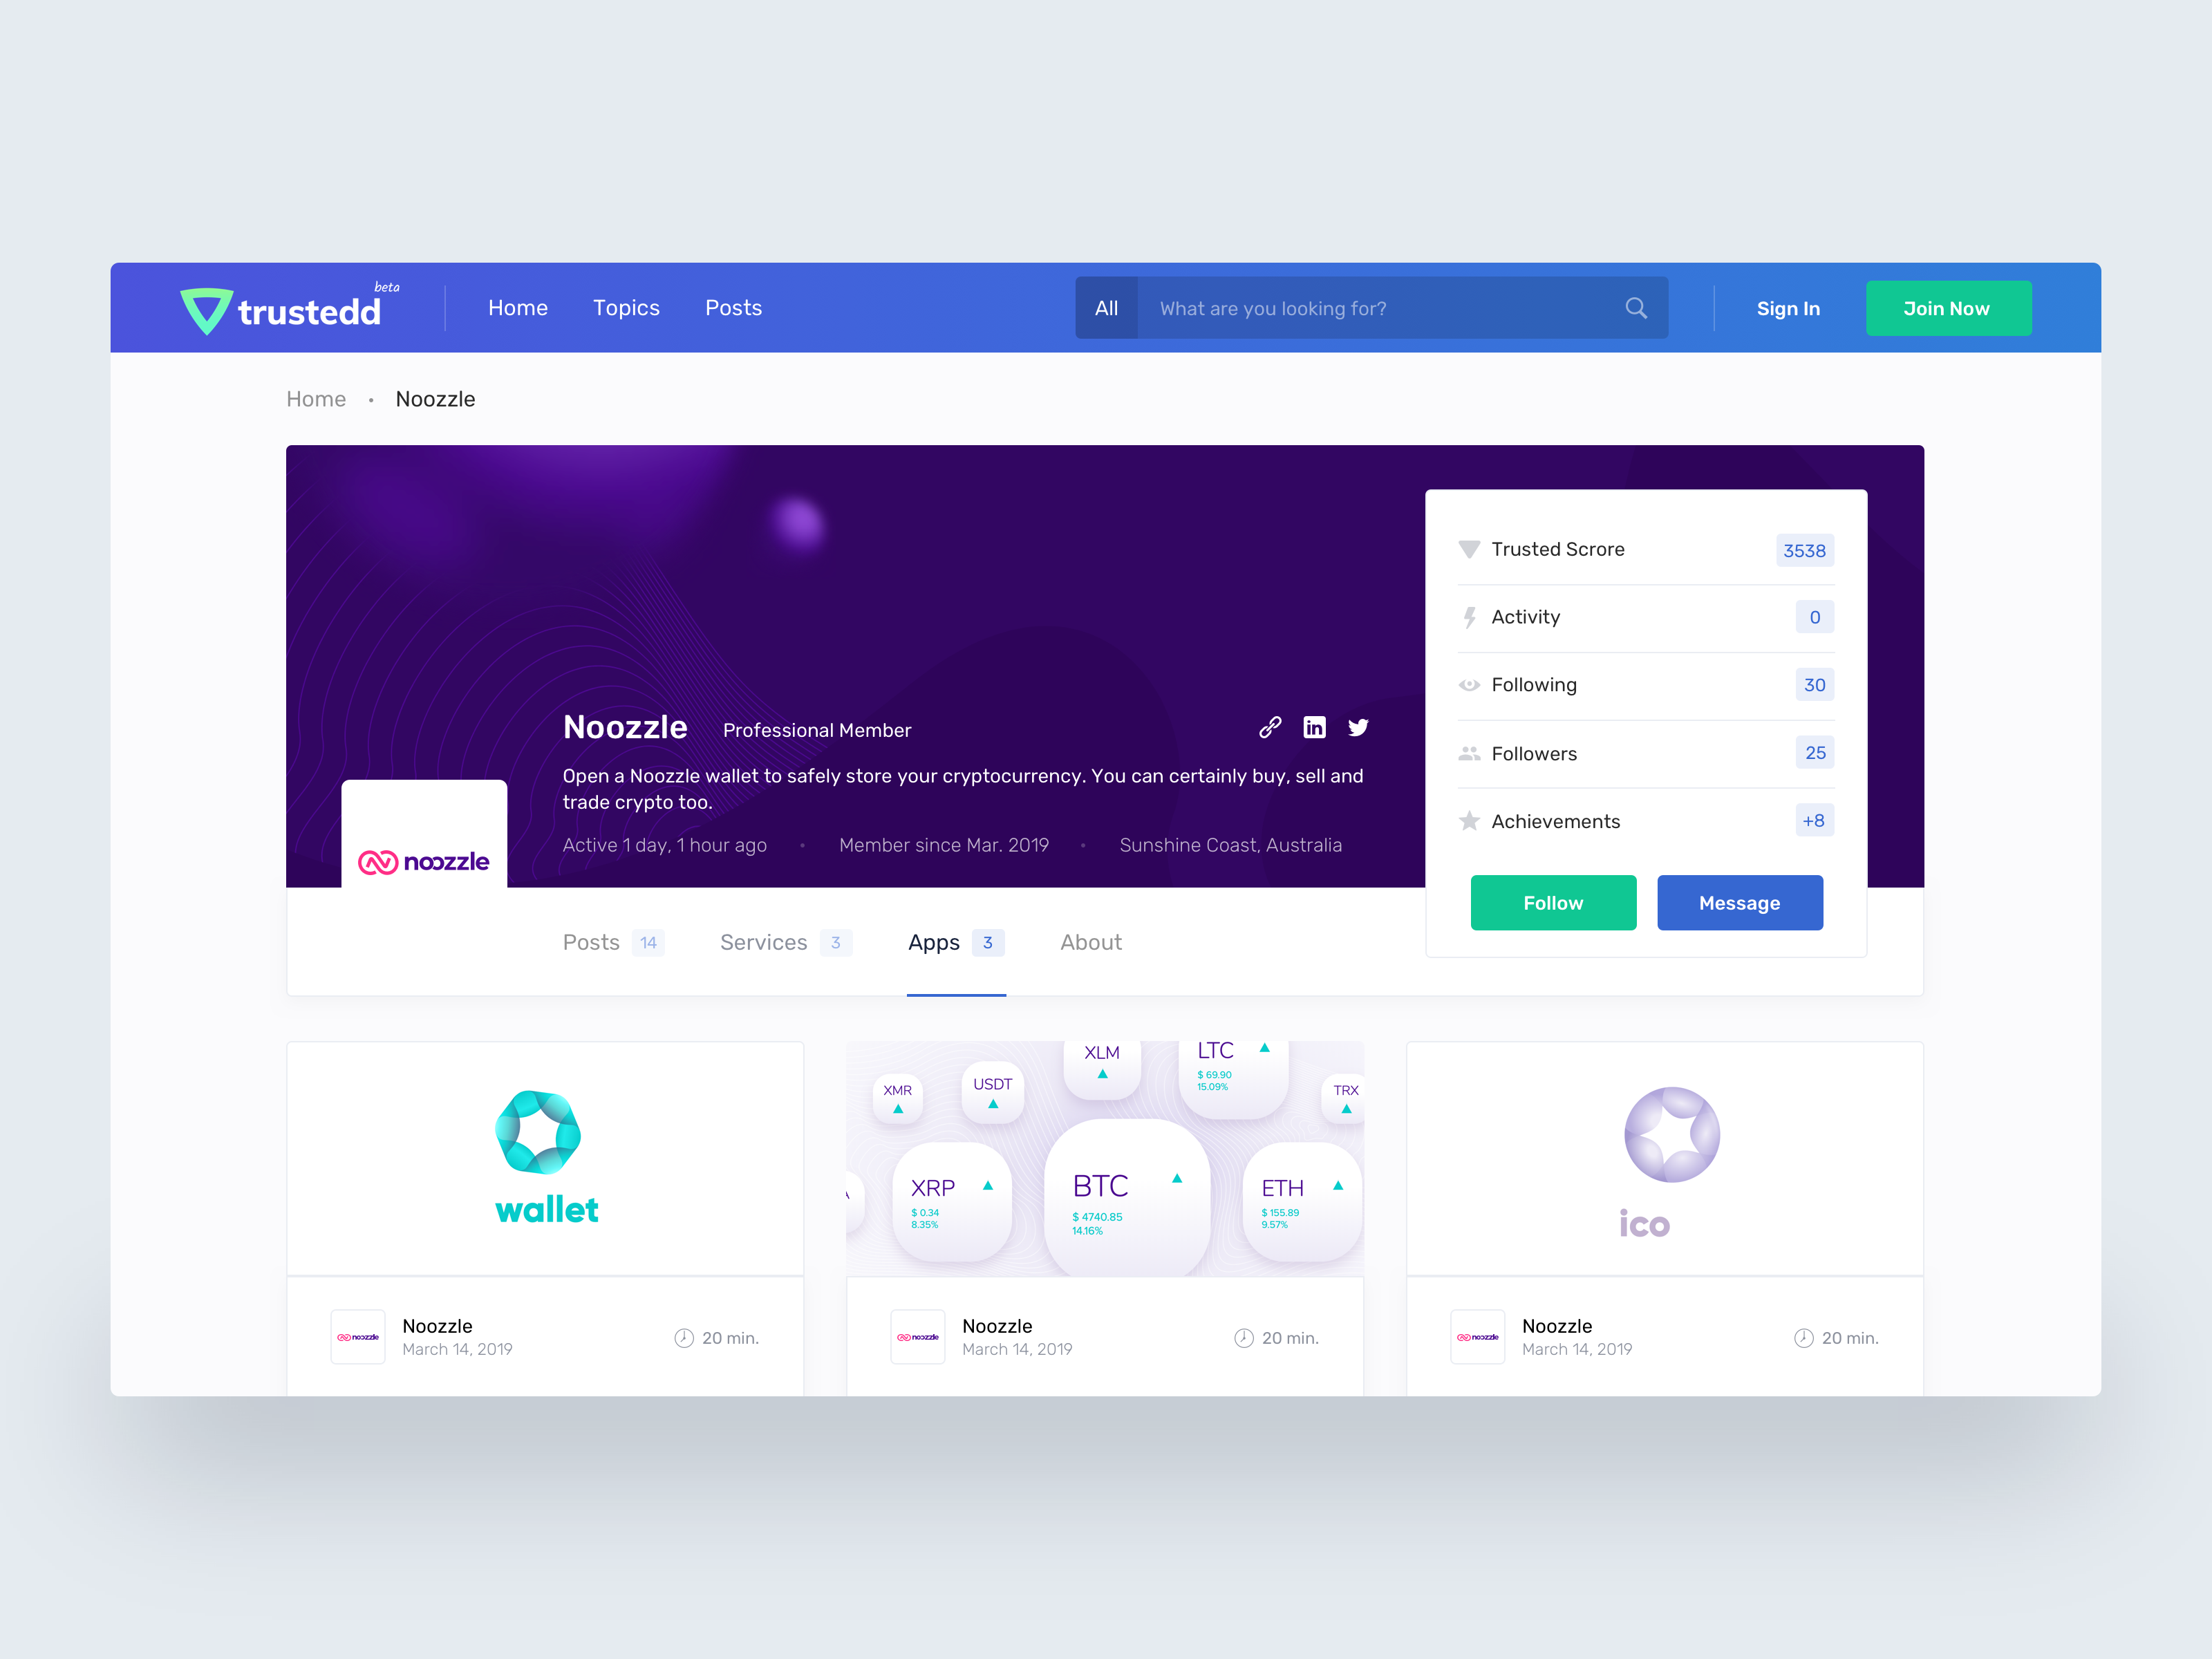 trustedd
beta
Home
Topics
Posts
All
What are you looking for?
Sign In
Join Now
Home • Noozzle
Noozzle
Professional Member
Open a Noozzle wallet to safely store your cryptocurrency. You can certainly buy, sell and
trade crypto too.
Active 1 day, 1 hour ago • Member since Mar. 2019 • Sunshine Coast, Australia
noozzle
Trusted Scrore 3538
Activity 0
Following 30
Followers 25
Achievements +8
Follow
Message
Posts 14
Services 3
Apps 3
About
wallet
XMR
USDT
XLM
LTC
$ 69.90
15.09%
TRX
XRP
$ 0.34
8.35%
BTC
$ 4740.85
14.16%
ETH
$ 155.89
9.57%
ico
noozzle
Noozzle
March 14, 2019
20 min.
noozzle
Noozzle
March 14, 2019
20 min.
noozzle
Noozzle
March 14, 2019
20 min.